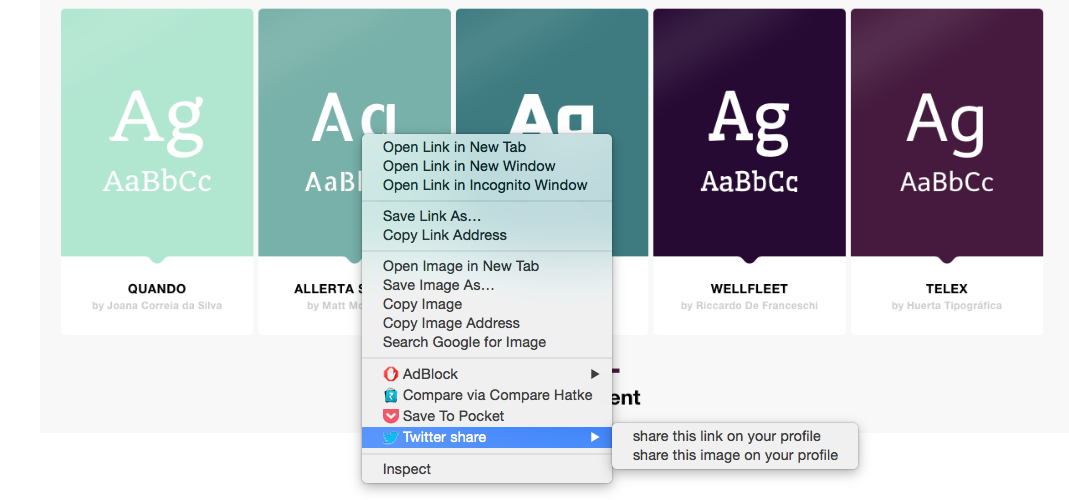 Ag
AaBbCc
QUANDO
by Joana Correia da Silva
Ag
AaB
ALLERTA S
by Matt Mc
Ag
Ag
AaBbCc
WELLFLEET
by Riccardo De Franceschi
Ag
AaBbCc
TELEX
by Huerta Tipográfica
ent
Open Link in New Tab
Open Link in New Window
Open Link in Incognito Window
Save Link As…
Copy Link Address
Open Image in New Tab
Save Image As…
Copy Image
Copy Image Address
Search Google for Image
AdBlock
Compare via Compare Hatke
Save To Pocket
Twitter share
Inspect
share this link on your profile
share this image on your profile